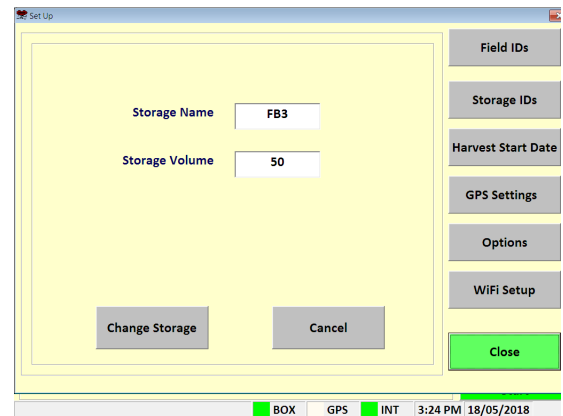 Set Up
Field IDs
Storage IDs
Storage Name FB3
Harvest Start Date
Storage Volume 50
GPS Settings
Options
WiFi Setup
Change Storage Cancel
Close
BOX GPS INT 3:24 PM 18/05/2018